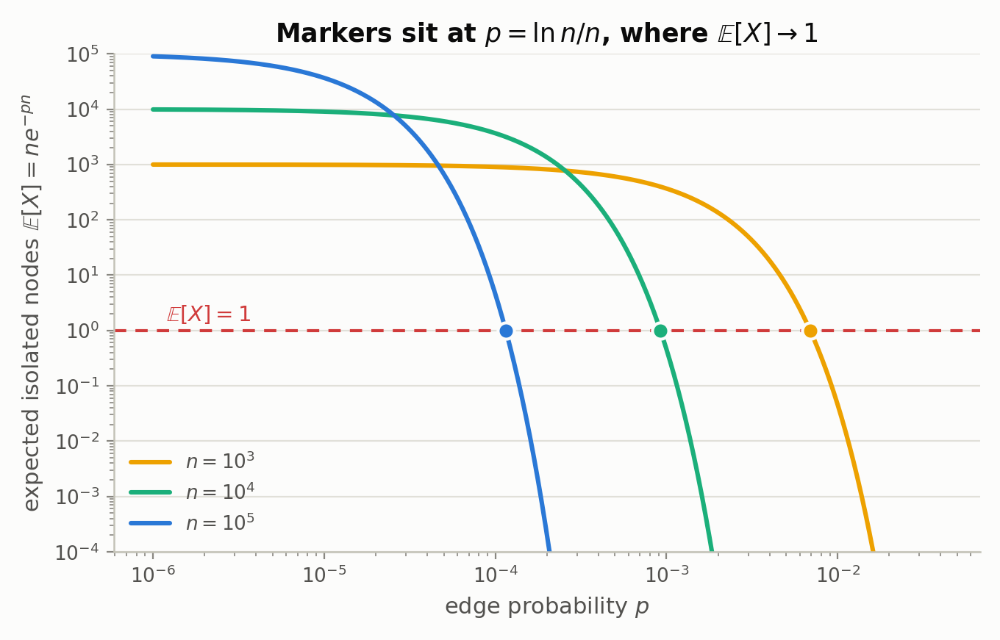 Markers sit at p = ln n/n, where 𝔼[X] → 1
expected isolated nodes 𝔼[X] = ne^{−pn}
10^5
10^4
10^3
10^2
10^1
10^0
10^{−1}
10^{−2}
10^{−3}
10^{−4}
𝔼[X] = 1
n = 10^3
n = 10^4
n = 10^5
10^{−6}
10^{−5}
10^{−4}
10^{−3}
10^{−2}
edge probability p